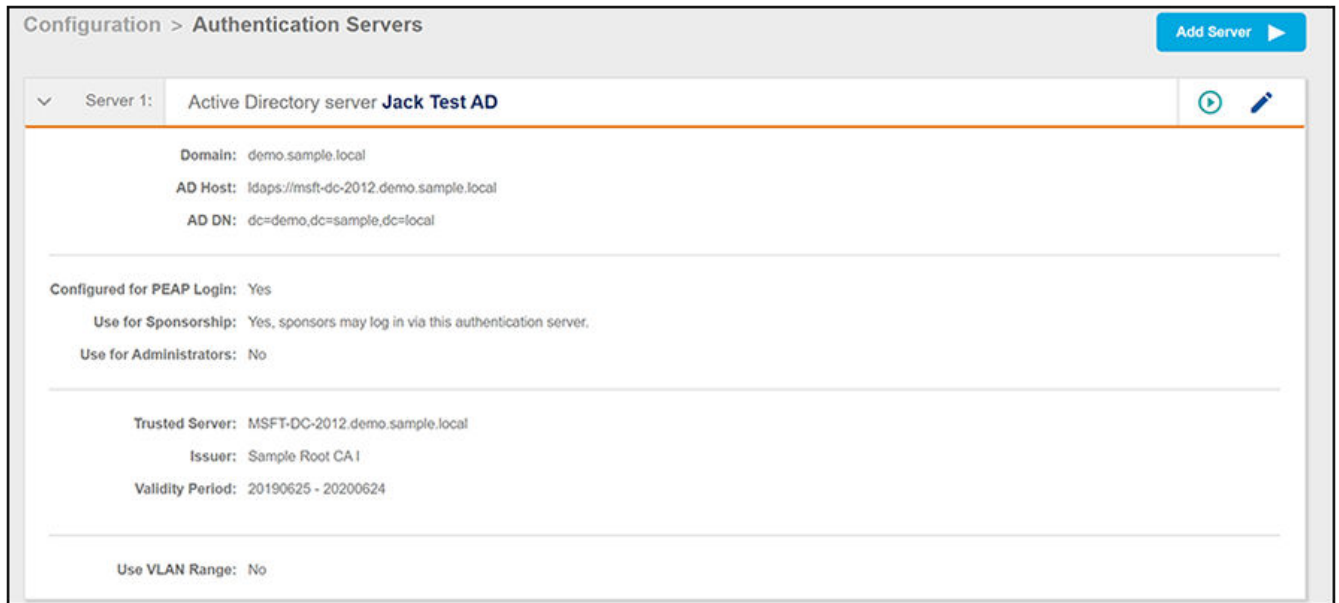 Configuration > Authentication Servers
Add Server
Server 1: Active Directory server Jack Test AD
Domain: demo.sample.local
AD Host: ldaps://msft-dc-2012.demo.sample.local
AD DN: dc=demo,dc=sample,dc=local
Configured for PEAP Login: Yes
Use for Sponsorship: Yes, sponsors may log in via this authentication server.
Use for Administrators: No
Trusted Server: MSFT-DC-2012.demo.sample.local
Issuer: Sample Root CA I
Validity Period: 20190625 - 20200624
Use VLAN Range: No